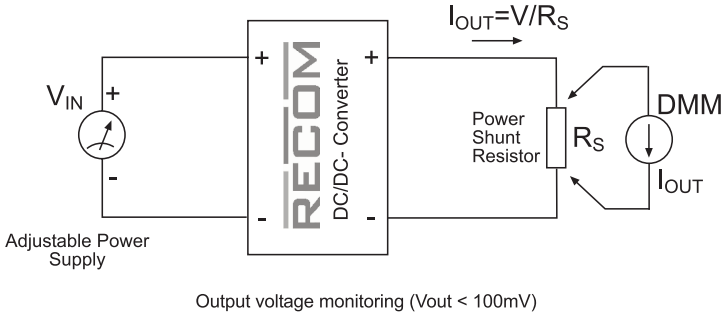 I_OUT=V/R_S
V_IN
+
-
Adjustable Power
Supply
+
-
RECOM
DC/DC- Converter
+
-
Power
Shunt
Resistor
R_S
DMM
I_OUT
Output voltage monitoring (Vout < 100mV)